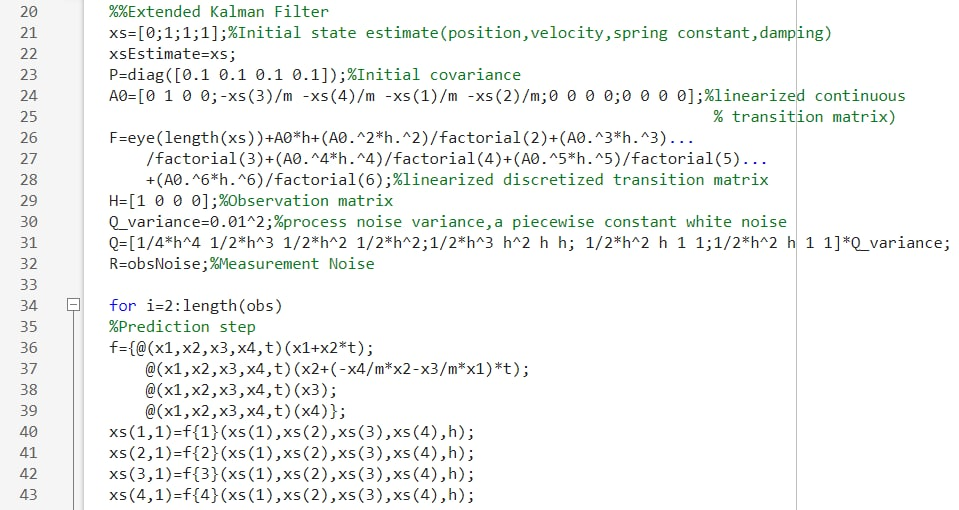 20 %%Extended Kalman Filter
21 xs=[0;1;1;1];%Initial state estimate(position,velocity,spring constant,damping)
22 xsEstimate=xs;
23 P=diag([0.1 0.1 0.1 0.1]);%Initial covariance
24 A0=[0 1 0 0;-xs(3)/m -xs(4)/m -xs(1)/m -xs(2)/m;0 0 0 0;0 0 0 0];%linearized continuous
25 % transition matrix)
26 F=eye(length(xs))+A0*h+(A0.^2*h.^2)/factorial(2)+(A0.^3*h.^3)...
27 /factorial(3)+(A0.^4*h.^4)/factorial(4)+(A0.^5*h.^5)/factorial(5)...
28 +(A0.^6*h.^6)/factorial(6);%linearized discretized transition matrix
29 H=[1 0 0 0];%Observation matrix
30 Q_variance=0.01^2;%process noise variance,a piecewise constant white noise
31 Q=[1/4*h^4 1/2*h^3 1/2*h^2 1/2*h^2;1/2*h^3 h^2 h h; 1/2*h^2 h 1 1;1/2*h^2 h 1 1]*Q_variance;
32 R=obsNoise;%Measurement Noise
33
34 for i=2:length(obs)
35 %Prediction step
36 f={@(x1,x2,x3,x4,t)(x1+x2*t);
37 @(x1,x2,x3,x4,t)(x2+(-x4/m*x2-x3/m*x1)*t);
38 @(x1,x2,x3,x4,t)(x3);
39 @(x1,x2,x3,x4,t)(x4)};
40 xs(1,1)=f{1}(xs(1),xs(2),xs(3),xs(4),h);
41 xs(2,1)=f{2}(xs(1),xs(2),xs(3),xs(4),h);
42 xs(3,1)=f{3}(xs(1),xs(2),xs(3),xs(4),h);
43 xs(4,1)=f{4}(xs(1),xs(2),xs(3),xs(4),h);